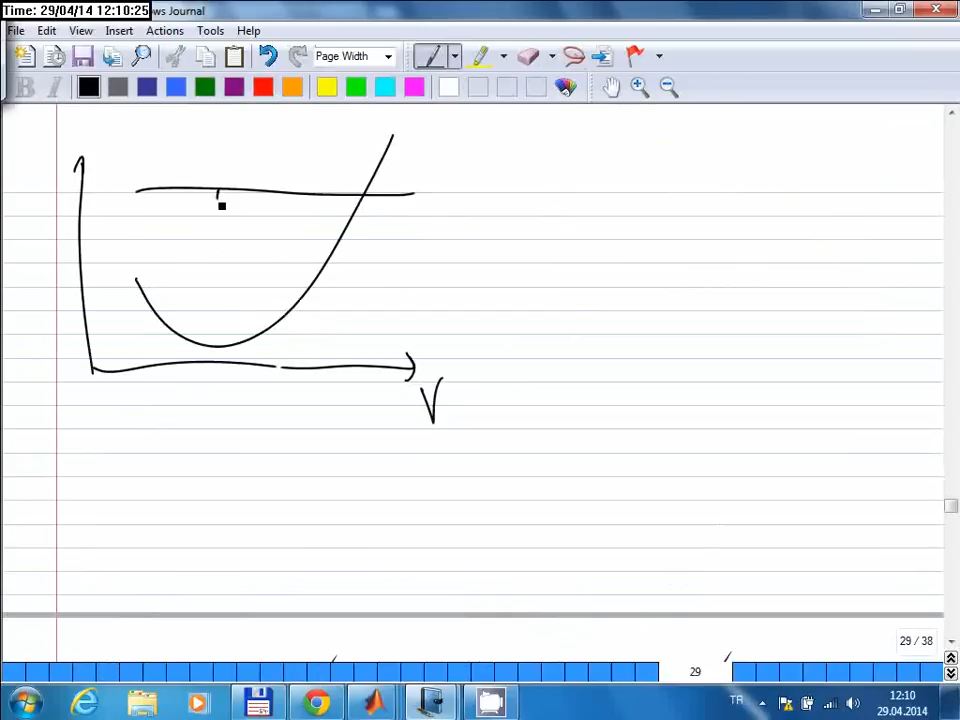 Time: 29/04/14 12:10:25
ows Journal
File Edit View Insert Actions Tools Help
Page Width
B I
V
29 / 38
29
TR
12:10
29.04.2014